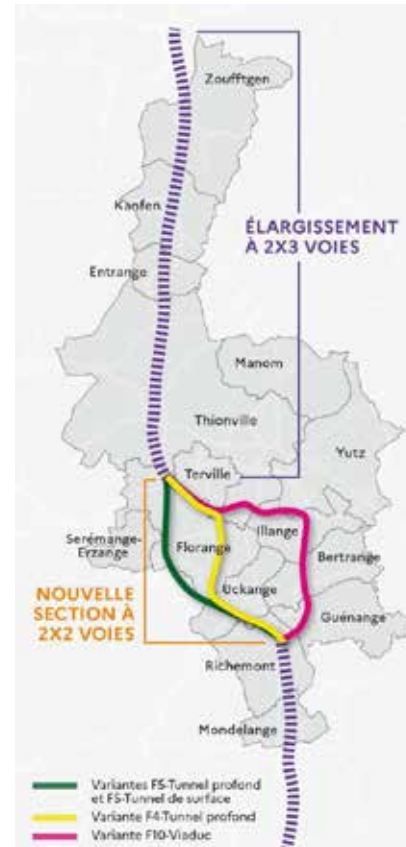 Zoufftgen
Kanfen
ÉLARGISSEMENT
À 2X3 VOIES
Entrange
Manom
Thionville
Yutz
Terville
Serémange-
Erzange
Florange
Illange
Bertrange
Uckange
NOUVELLE
SECTION À
2X2 VOIES
Guénange
Richemont
Mondelange
Variantes F5-Tunnel profond
et F5-Tunnel de surface
Variante F4-Tunnel profond
Variante F10-Viaduc